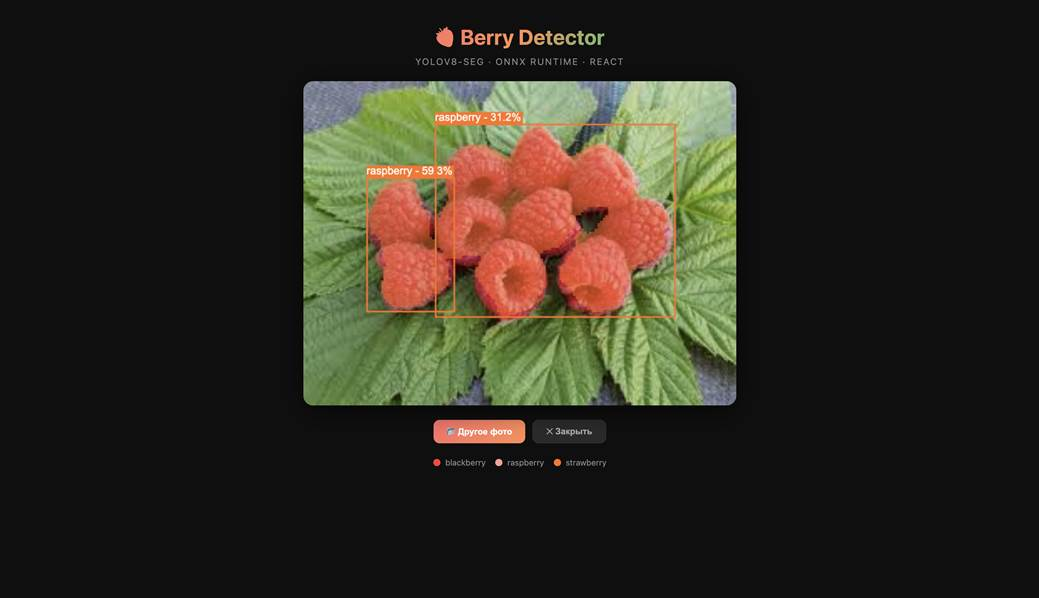 Berry Detector
YOLOV8-SEG · ONNX RUNTIME · REACT
raspberry - 31.2%
raspberry - 59.3%
Другое фото
✕ Закрыть
blackberry
raspberry
strawberry